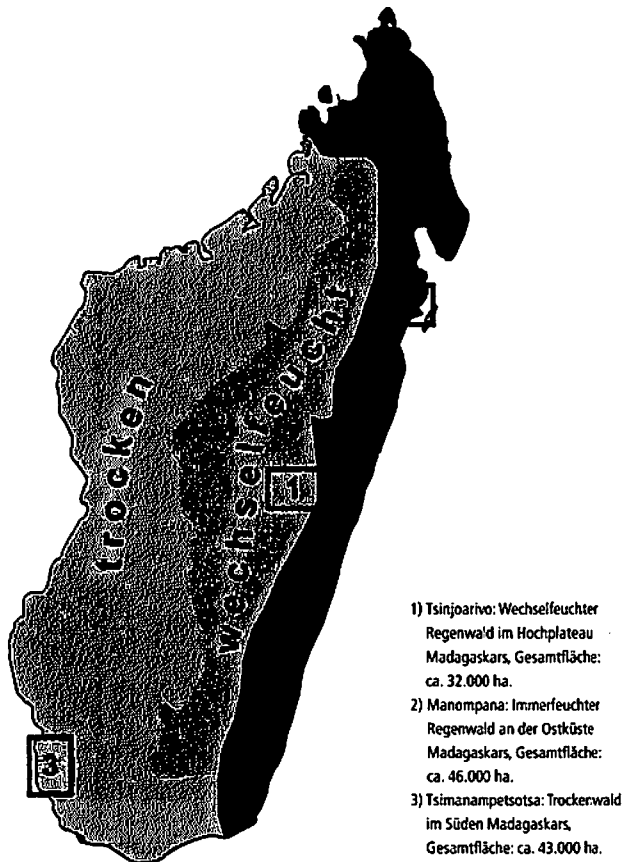 trocken
wechselfeucht
1
3
1) Tsinjoarivo: Wechselfeuchter
Regenwald im Hochplateau
Madagaskars, Gesamtfläche:
ca. 32.000 ha.
2) Manompana: Immerfeuchter
Regenwald an der Ostküste
Madagaskars, Gesamtfläche:
ca. 46.000 ha.
3) Tsimanampetsotsa: Trockenwald
im Süden Madagaskars,
Gesamtfläche: ca. 43.000 ha.